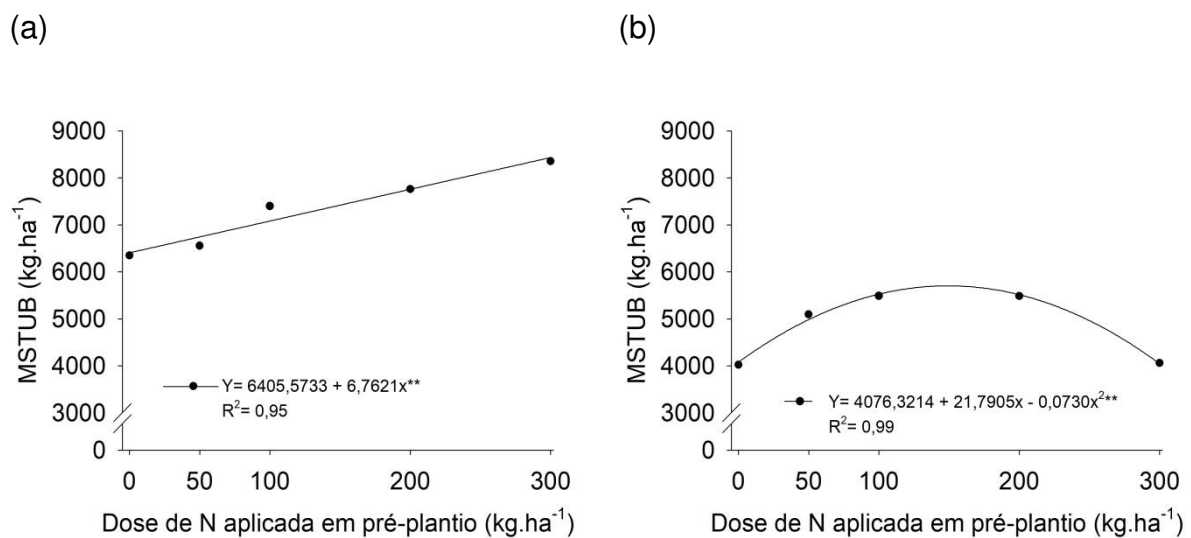 (a)
9000
8000
7000
6000
5000
4000
3000
0
MSTUB (kg.ha⁻¹)
Y= 6405,5733 + 6,7621x**
R²= 0,95
0 50 100 200 300
Dose de N aplicada em pré-plantio (kg.ha⁻¹)
(b)
9000
8000
7000
6000
5000
4000
3000
0
MSTUB (kg.ha⁻¹)
Y= 4076,3214 + 21,7905x - 0,0730x²**
R²= 0,99
0 50 100 200 300
Dose de N aplicada em pré-plantio (kg.ha⁻¹)